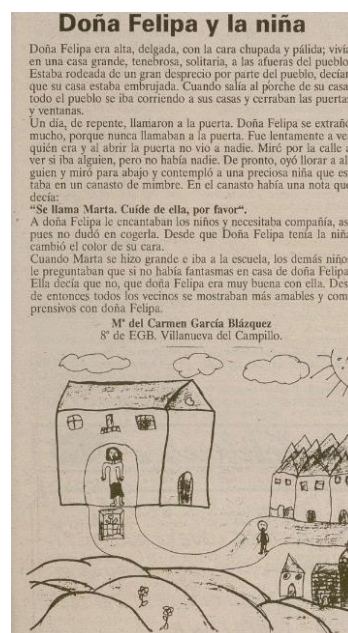 Doña Felipa y la niña
Doña Felipa era alta, delgada, con la cara chupada y pálida; vivía
en una casa grande, tenebrosa, solitaria, a las afueras del pueblo
Estaba rodeada de un gran desprecio por parte del pueblo, decían
que su casa estaba embrujada. Cuando salía al porche de su casa
todo el pueblo se iba corriendo a sus casas y cerraban las puertas
y ventanas.
Un día, de repente, llamaron a la puerta. Doña Felipa se extrañó
mucho, porque nunca llamaban a la puerta. Fue lentamente a ver
quién era y al abrir la puerta no vio a nadie. Miró por la calle a
ver si iba alguien, pero no había nadie. De pronto, oyó llorar a al-
guien y miró para abajo y contempló a una preciosa niña que es-
taba en un canasto de mimbre. En el canasto había una nota que
decía:
"Se llama Marta. Cuíde de ella, por favor".
A doña Felipa le encantaban los niños y necesitaba compañía, as
pues no dudó en cogerla. Desde que Doña Felipa tenía la niña
cambió el color de su cara.
Cuando Marta se hizo grande e iba a la escuela, los demás niños
le preguntaban que si no había fantasmas en casa de doña Felipa
Ella decía que no, que doña Felipa era muy buena con ella. Des-
de entonces todos los vecinos se mostraban más amables y com-
prensivos con doña Felipa.
Mª del Carmen García Blázquez
8º de EGB. Villanueva del Campillo.